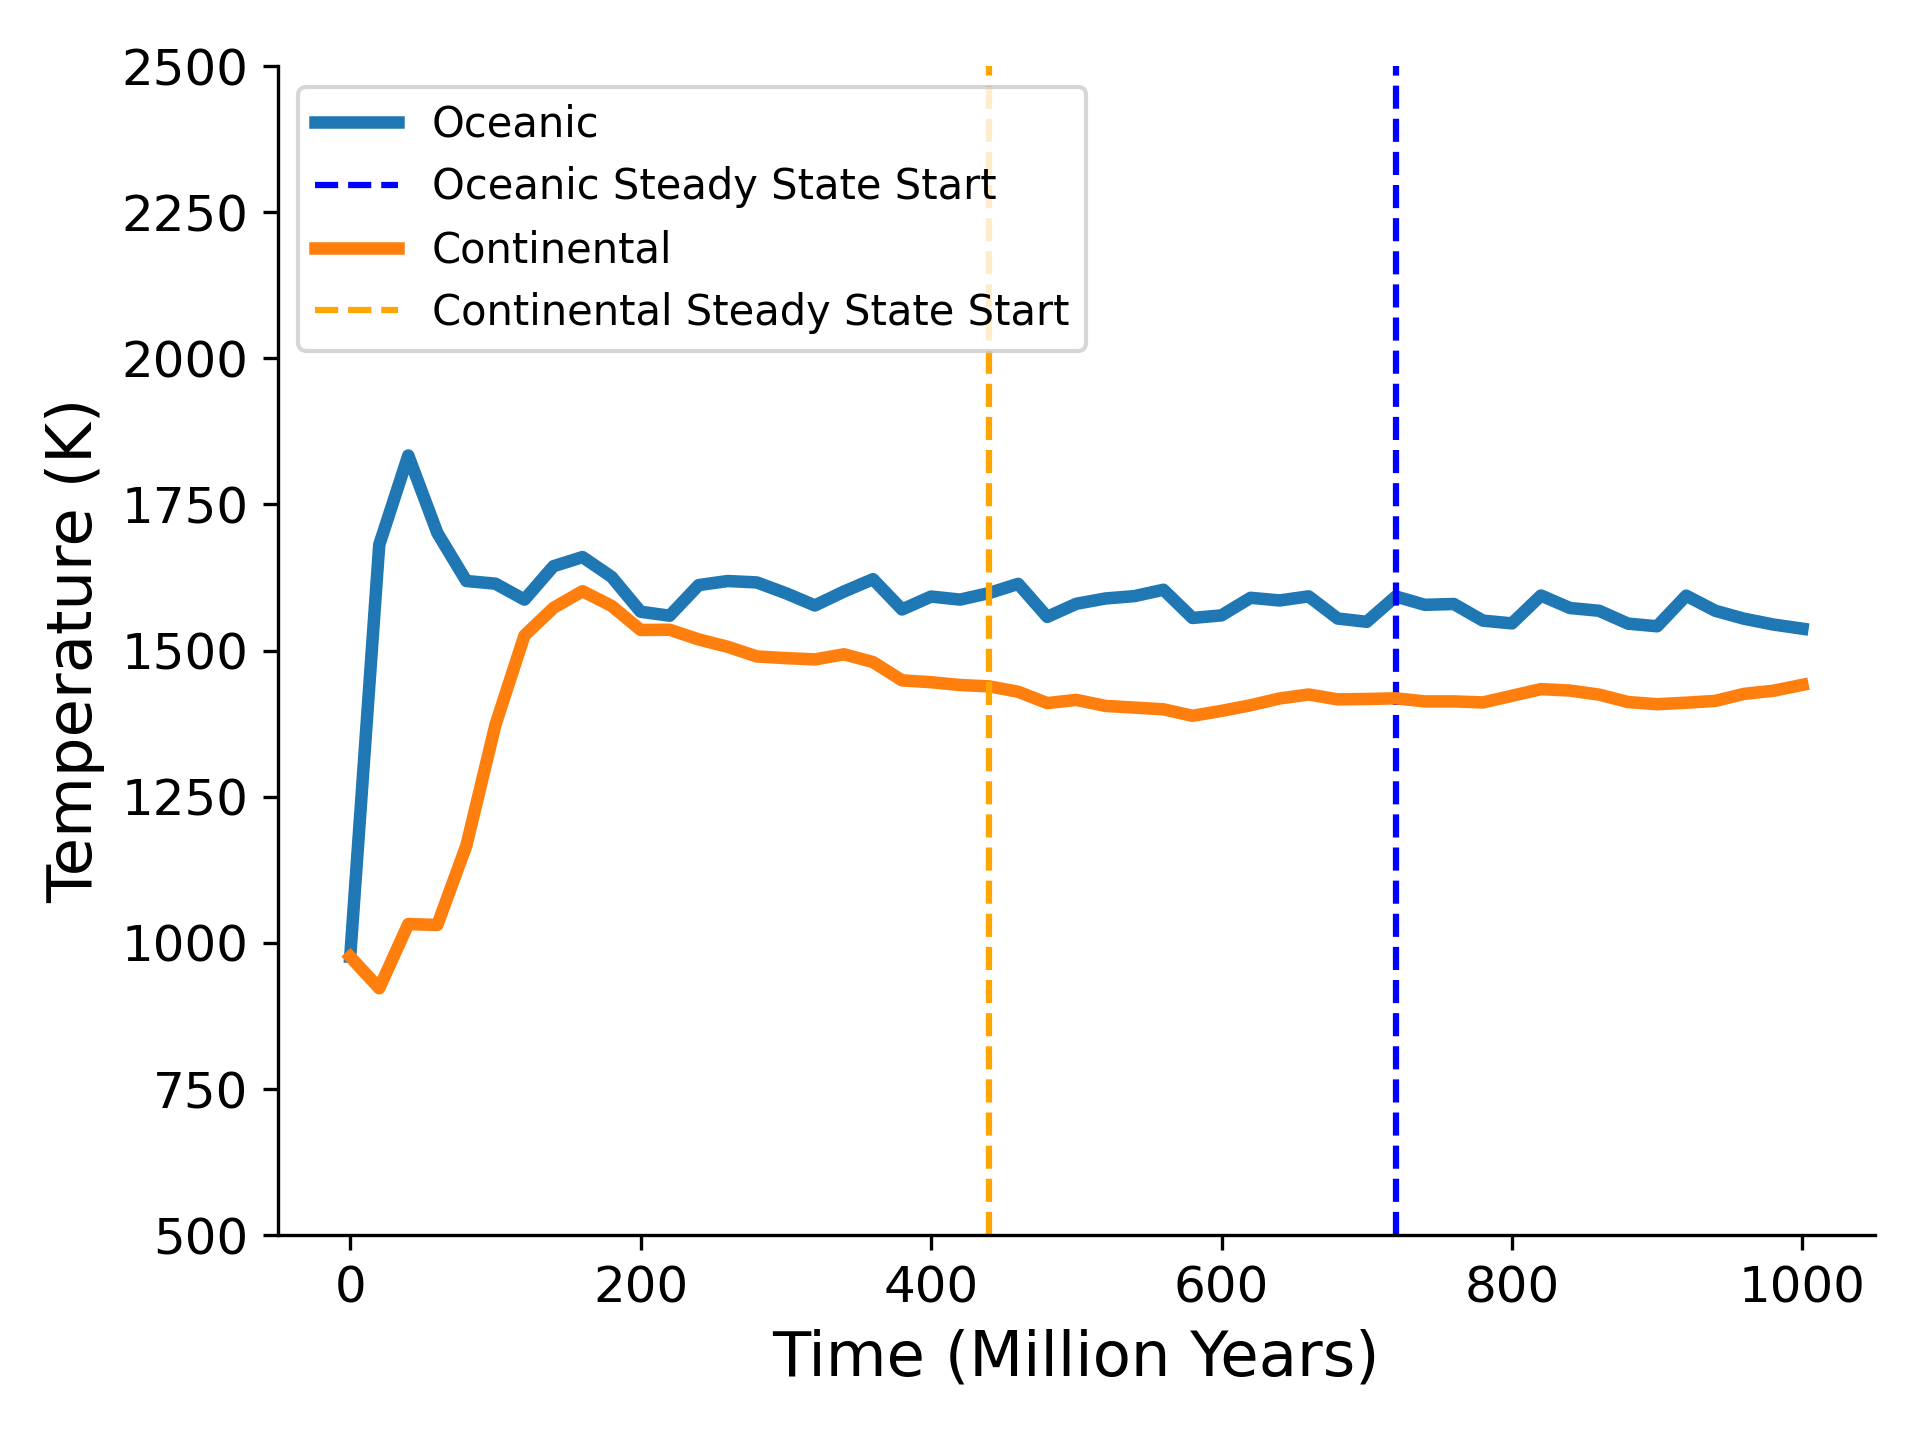 2500
2250
2000
1750
1500
1250
1000
750
500
Temperature (K)
Oceanic
Oceanic Steady State Start
Continental
Continental Steady State Start
0 200 400 600 800 1000
Time (Million Years)